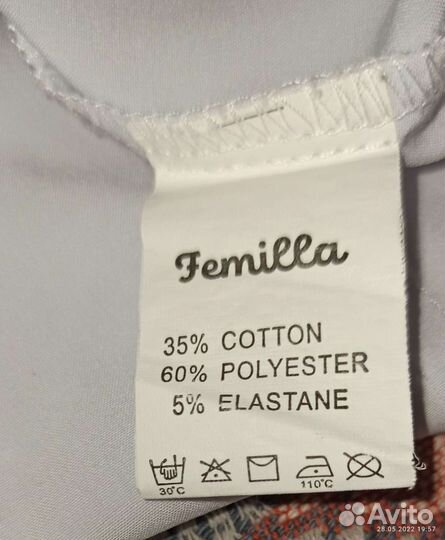 Femilla
35% COTTON
60% POLYESTER
5% ELASTANE
30°C 110°C
Avito
28.05.2022 19:57